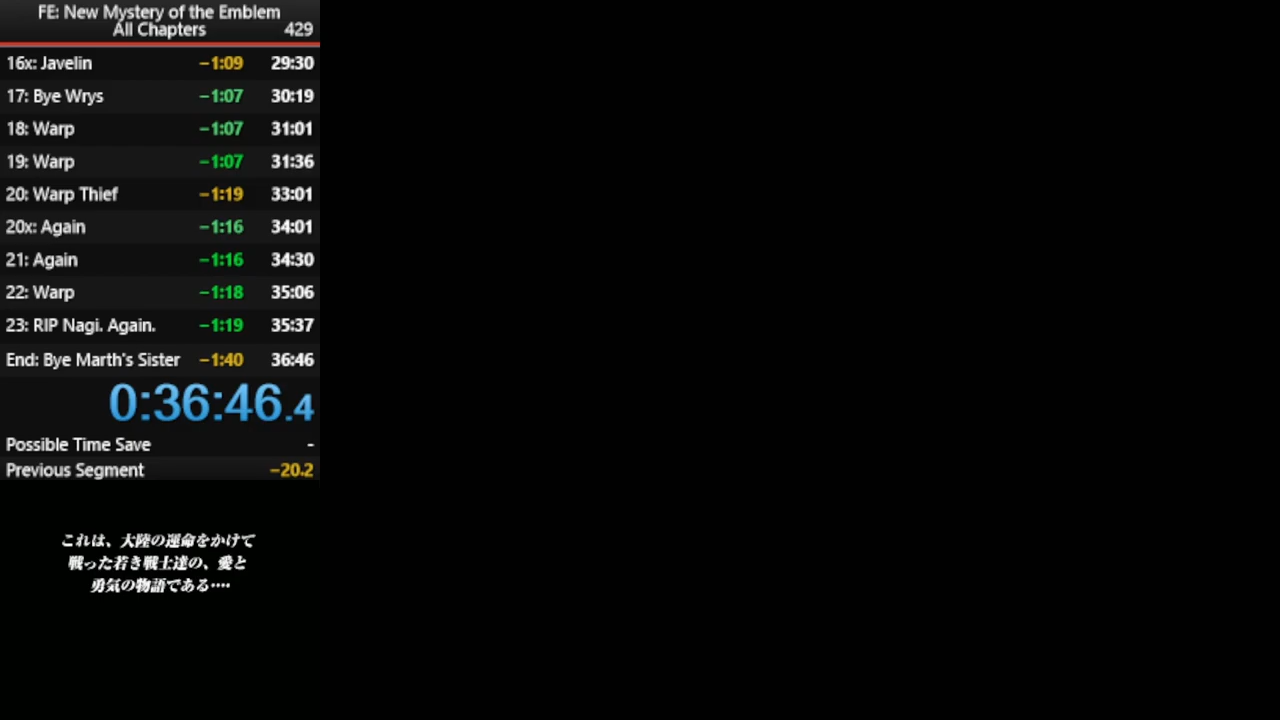 FE: New Mystery of the Emblem
All Chapters 429
16x: Javelin −1:09 29:30
17: Bye Wrys −1:07 30:19
18: Warp −1:07 31:01
19: Warp −1:07 31:36
20: Warp Thief −1:19 33:01
20x: Again −1:16 34:01
21: Again −1:16 34:30
22: Warp −1:18 35:06
23: RIP Nagi. Again. −1:19 35:37
End: Bye Marth's Sister −1:40 36:46
0:36:46.4
Possible Time Save -
Previous Segment −20.2
これは、大陸の運命をかけて
戦った若き戦士達の、愛と
勇気の物語である‥‥